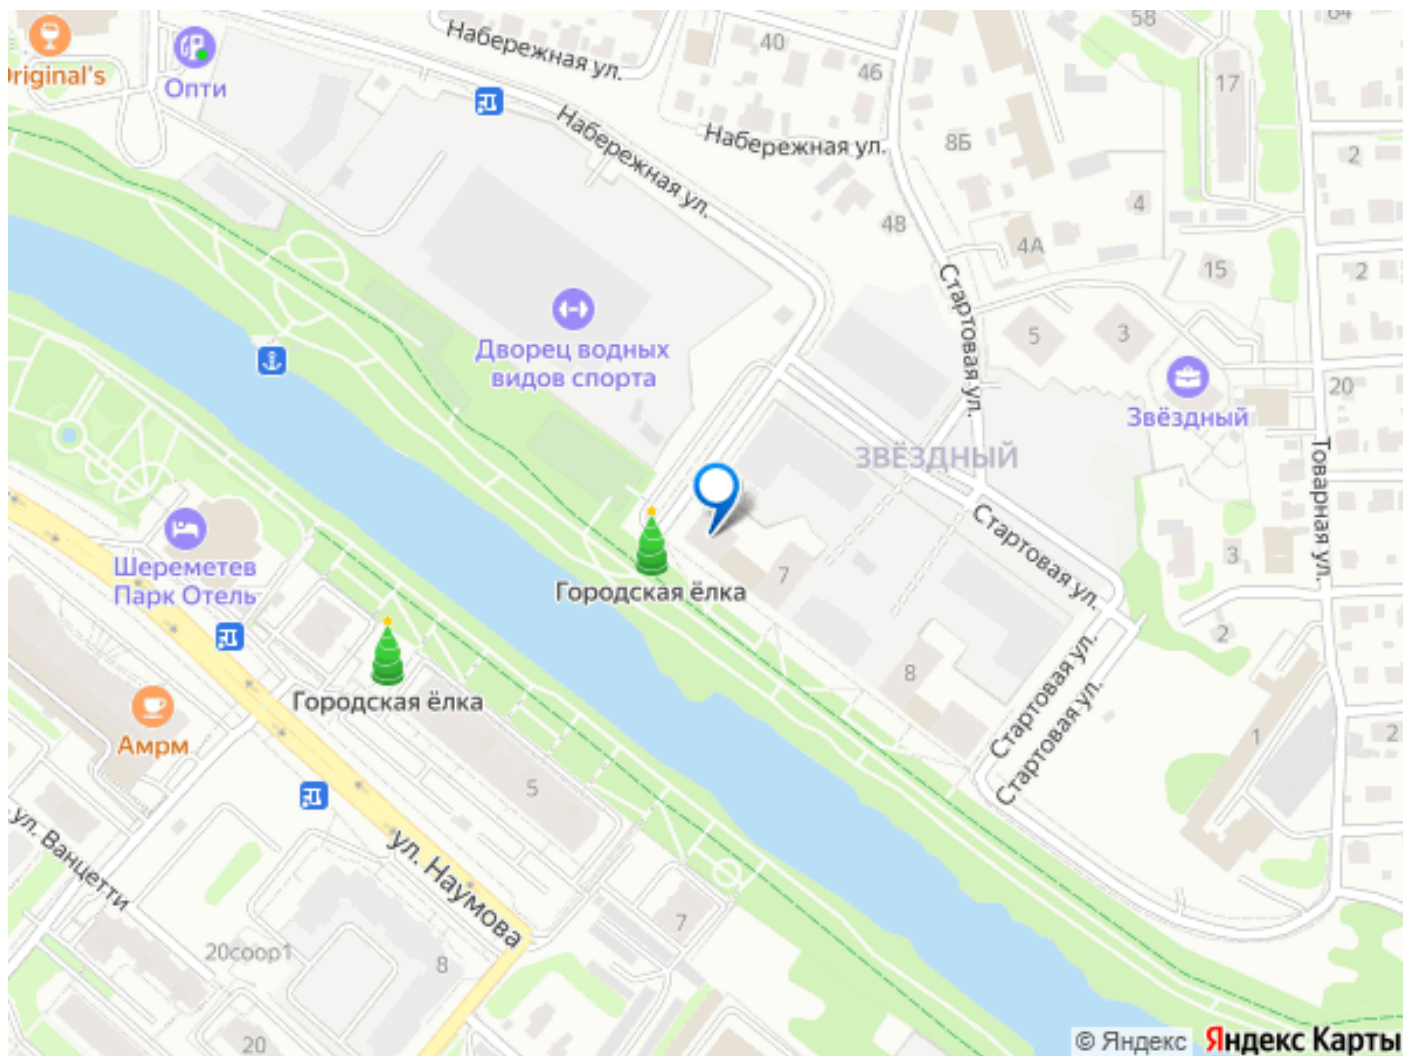 58
64
Original's
Опти
Набережная ул.
40
46
17
Набережная ул.
Набережная ул.
8Б
2
4
48
4А
Стартовая ул.
15
2
Дворец водных
видов спорта
5
3
20
Звёздный
ЗВЁЗДНЫЙ
Товарная ул.
Стартовая ул.
Шереметев
Парк Отель
3
7
Городская ёлка
2
Стартовая ул.
Стартовая ул.
8
Городская ёлка
Амрм
1
2
5
ул. Ванцетти
ул. Наумова
7
20соор1
8
20
© Яндекс
Яндекс Карты